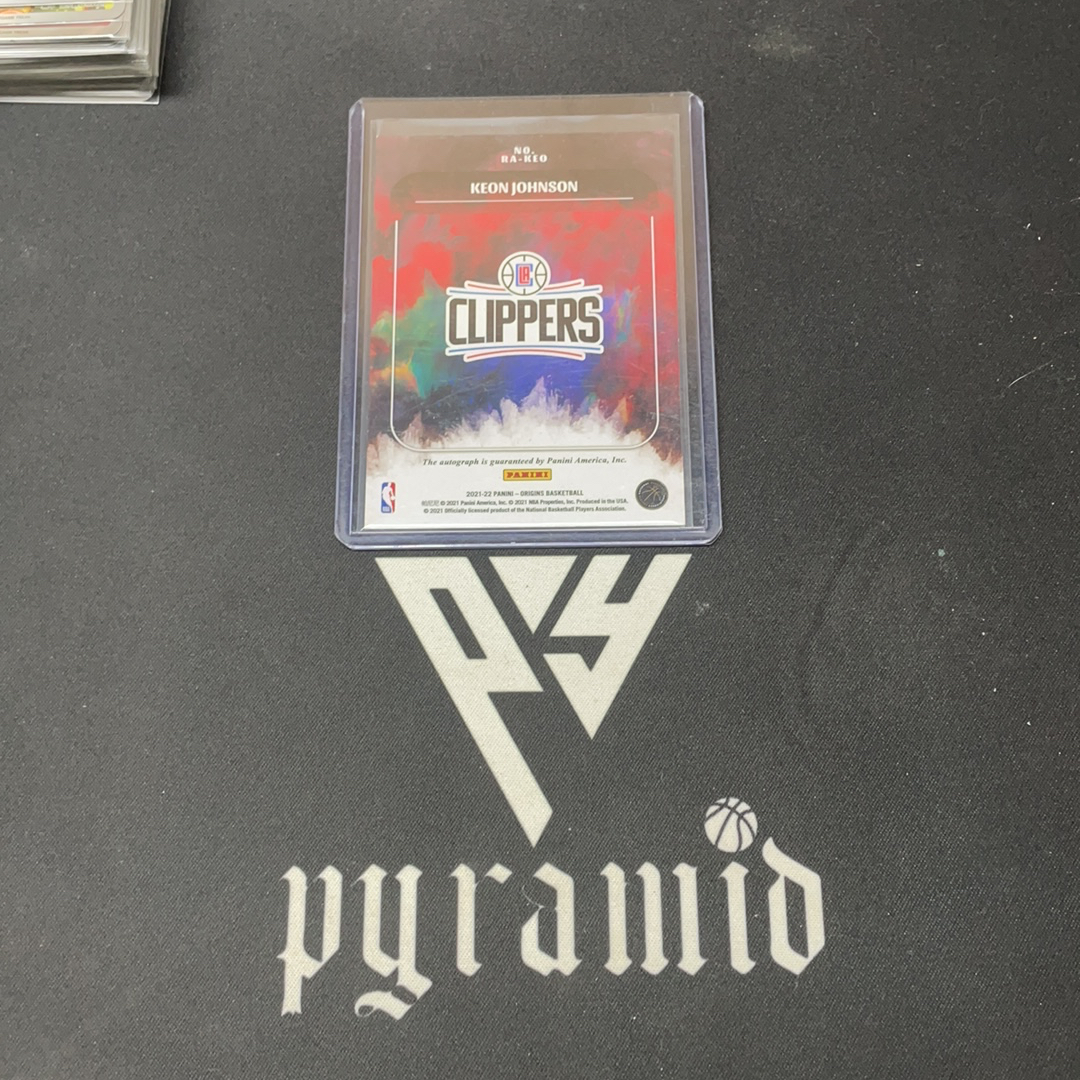 NO.
RA-KEO
KEON JOHNSON
LA
CLIPPERS
The autograph is guaranteed by Panini America, Inc.
PANINI
2021-22 PANINI – ORIGINS BASKETBALL
© 2021 Panini America, Inc. © 2021 NBA Properties, Inc. Produced in the USA.
© 2021 Officially licensed product of the National Basketball Players Association.
py
pyramid